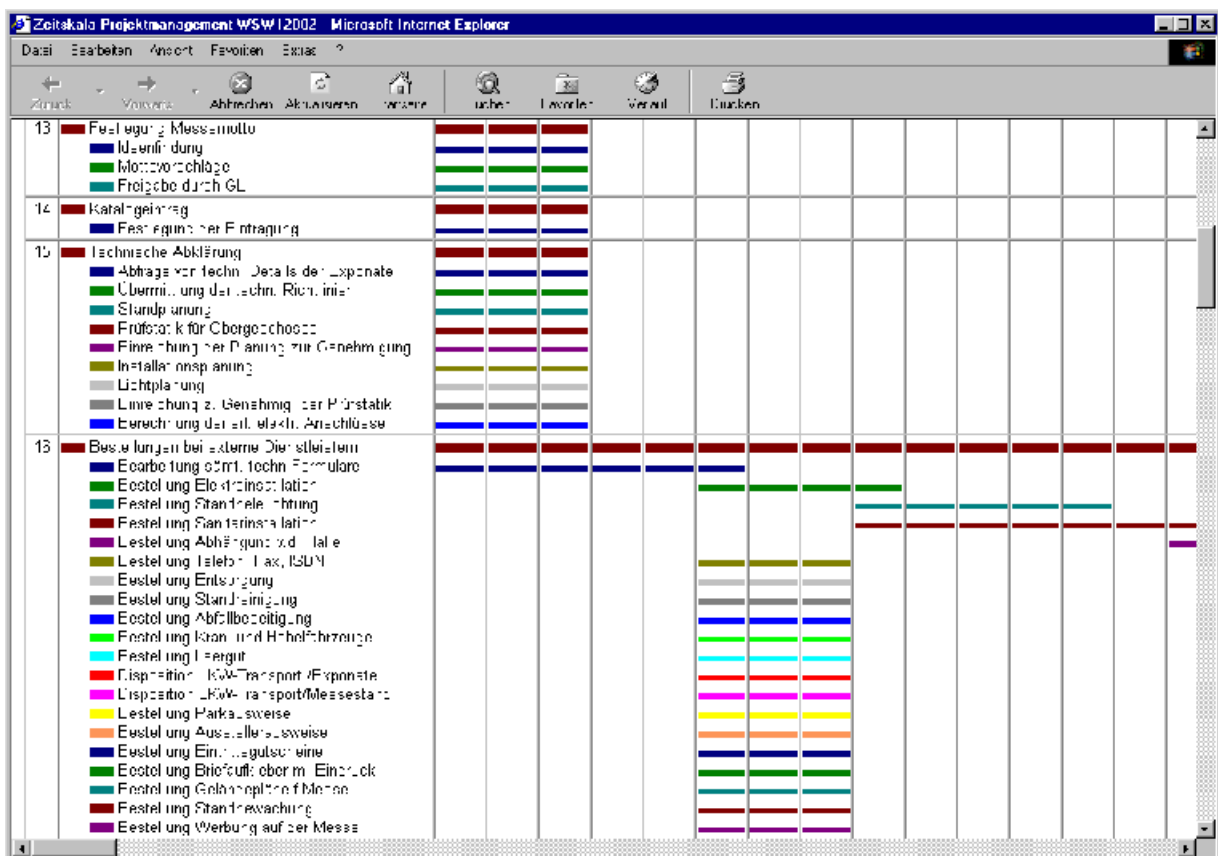 Zeitskala Projektmanagement WSW12002 Microsoft Internet Explorer
Datei Bearbeiten Ansicht Favoriten Extras ?
Zurück Vorwärts Abbrechen Aktualisieren Startseite Suchen Favoriten Verlauf Drucken
13 Festlegung Messemotto
Ideenfindung
Mottovorschläge
Freigabe durch GL
14 Katalogeintrag
Festlegung der Eintragung
15 Technische Abklärung
Abfrage von techn. Details der Exponate
Übermittlung der techn. Richtlinien
Standplanung
Prüfstatik für Obergeschosse
Einreichung der Planung zur Genehmigung
Installationsplanung
Lichtplanung
Einreichung z. Genehmig. der Prüfstatik
Berechnung der erf. elektr. Anschlüsse
16 Bestellungen bei externe Dienstleistern
Bearbeitung sämt. techn Formulare
Bestellung Elektroinstallation
Bestellung Standbeleuchtung
Bestellung Sanitärinstallation
Bestellung Abhängung v.d. Halle
Bestellung Telefon, Fax, ISDN
Bestellung Entsorgung
Bestellung Standreinigung
Bestellung Abfallbeseitigung
Bestellung Kran- und Hebelfahrzeuge
Bestellung Leergut
Disposition LKW-Transport/Exponate
Disposition LKW-Transport/Messestand
Bestellung Parkausweise
Bestellung Ausstellerausweise
Bestellung Eintrittsgutscheine
Bestellung Briefaufkleber m. Eindruck
Bestellung Geländepläne f Messe
Bestellung Standbewachung
Bestellung Werbung auf der Messe